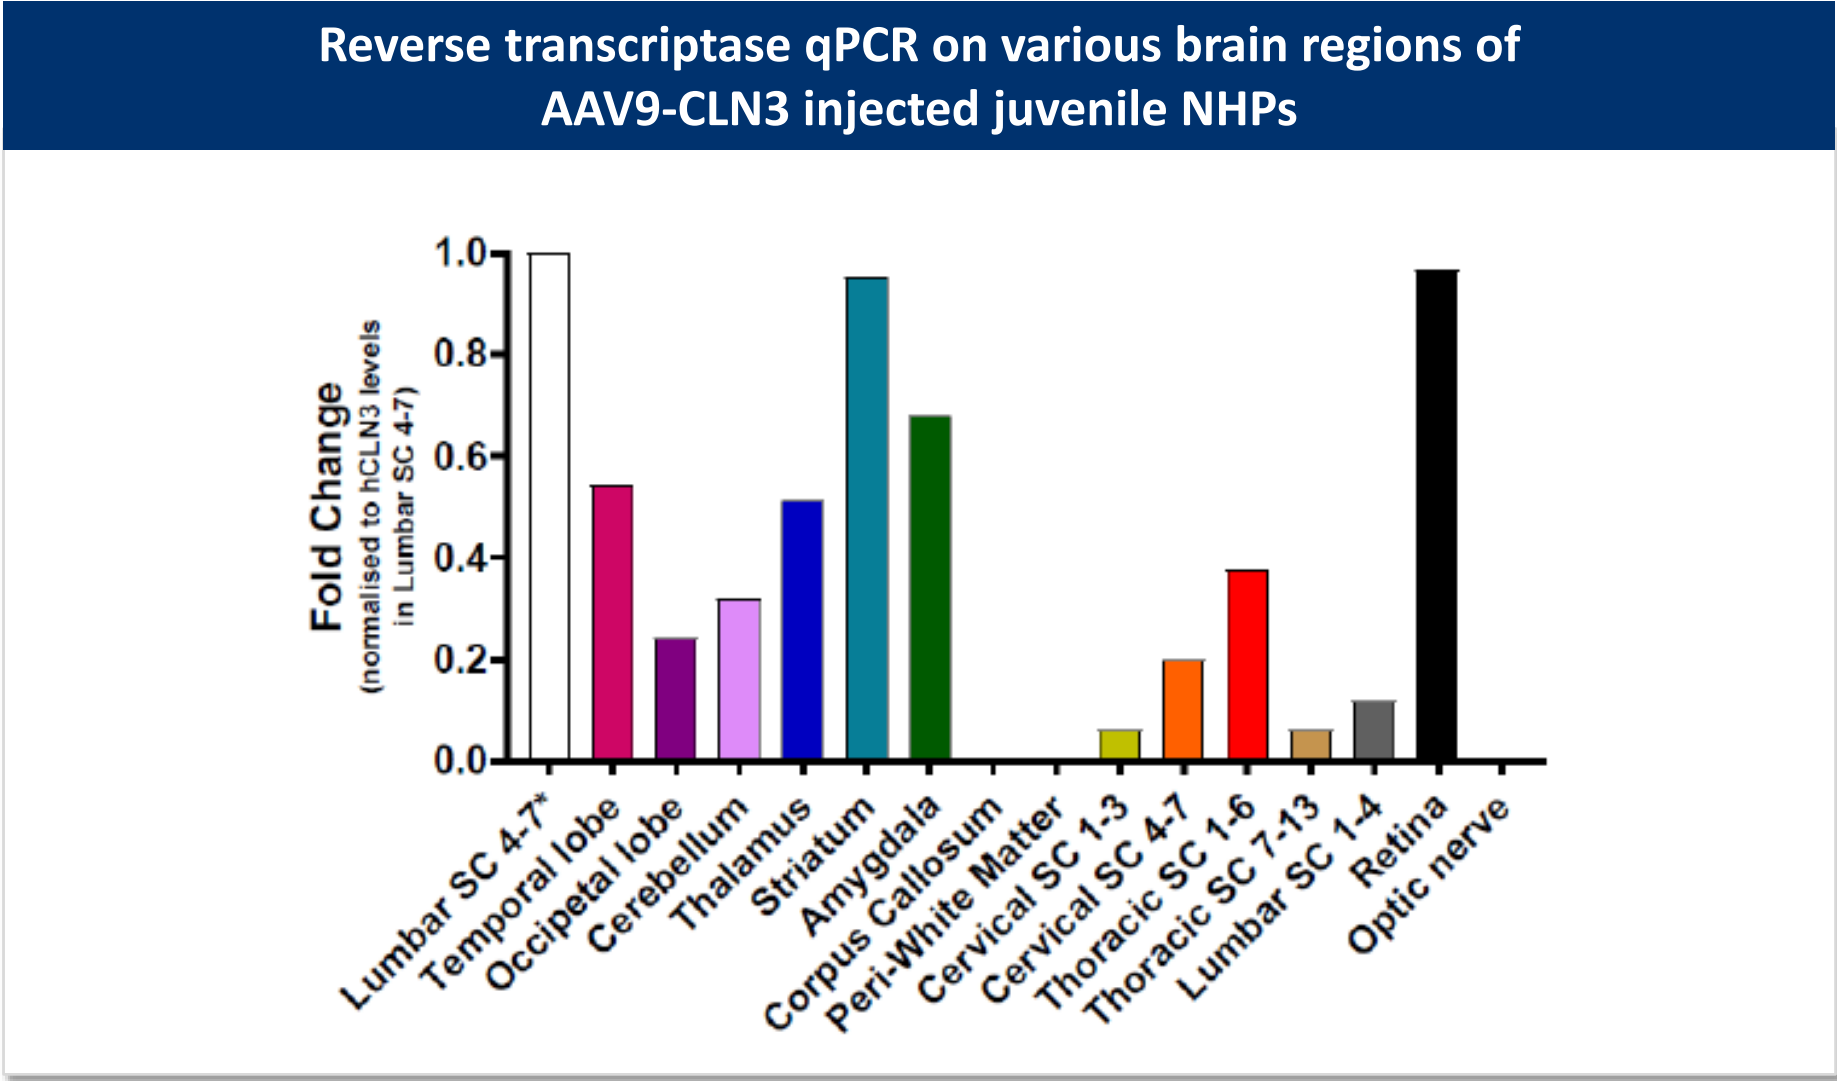 Reverse transcriptase qPCR on various brain regions of
AAV9-CLN3 injected juvenile NHPs
Fold Change
(normalised to hCLN3 levels
in Lumbar SC 4-7)
1.0
0.8
0.6
0.4
0.2
0.0
Lumbar SC 4-7*
Temporal lobe
Occipetal lobe
Cerebellum
Thalamus
Striatum
Amygdala
Corpus Callosum
Peri-White Matter
Cervical SC 1-3
Cervical SC 4-7
Thoracic SC 1-6
Thoracic SC 7-13
Lumbar SC 1-4
Retina
Optic nerve